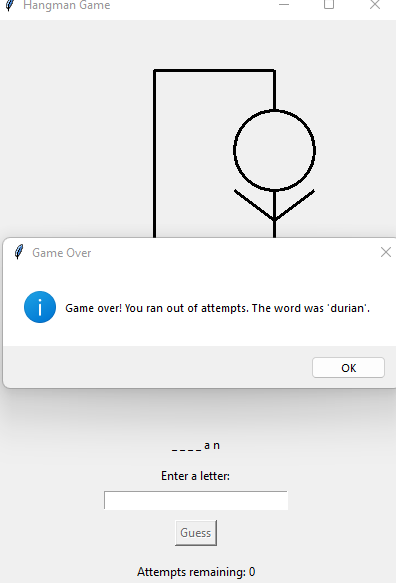 Hangman Game
Game Over
Game over! You ran out of attempts. The word was 'durian'.
OK
_ _ _ _ a n
Enter a letter:
Guess
Attempts remaining: 0